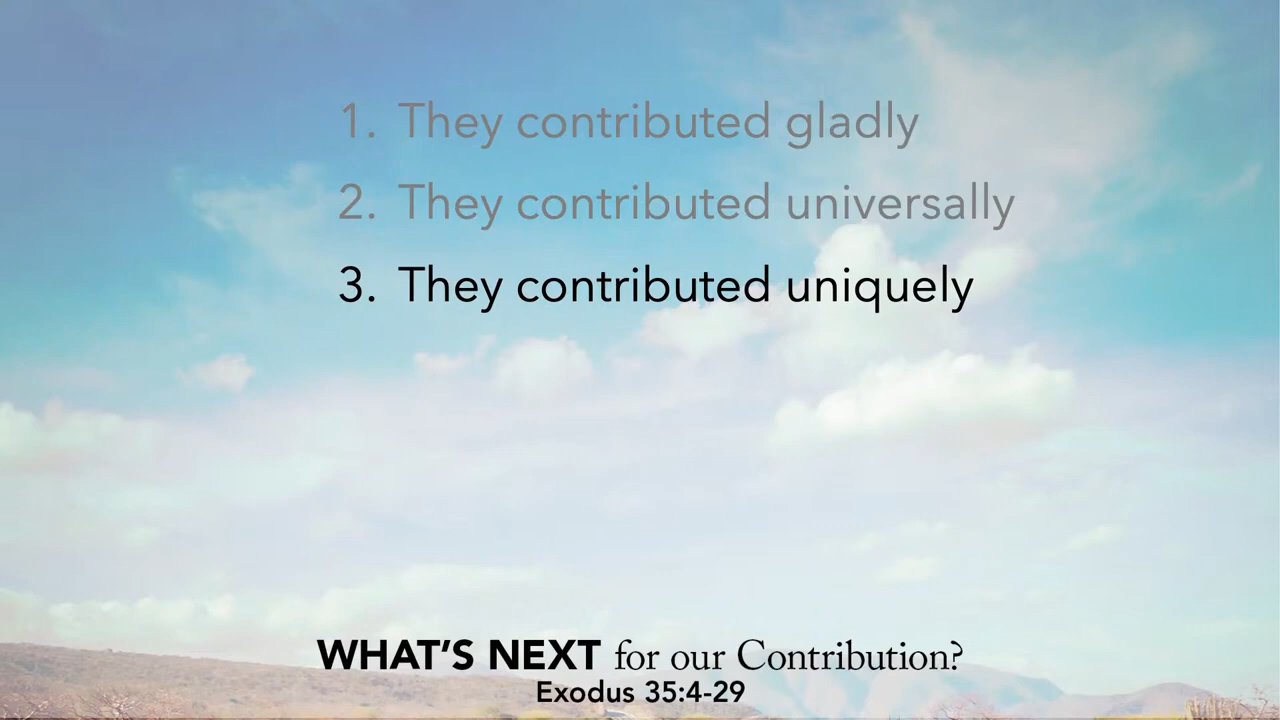 1. They contributed gladly
2. They contributed universally
3. They contributed uniquely
WHAT'S NEXT for our Contribution?
Exodus 35:4-29